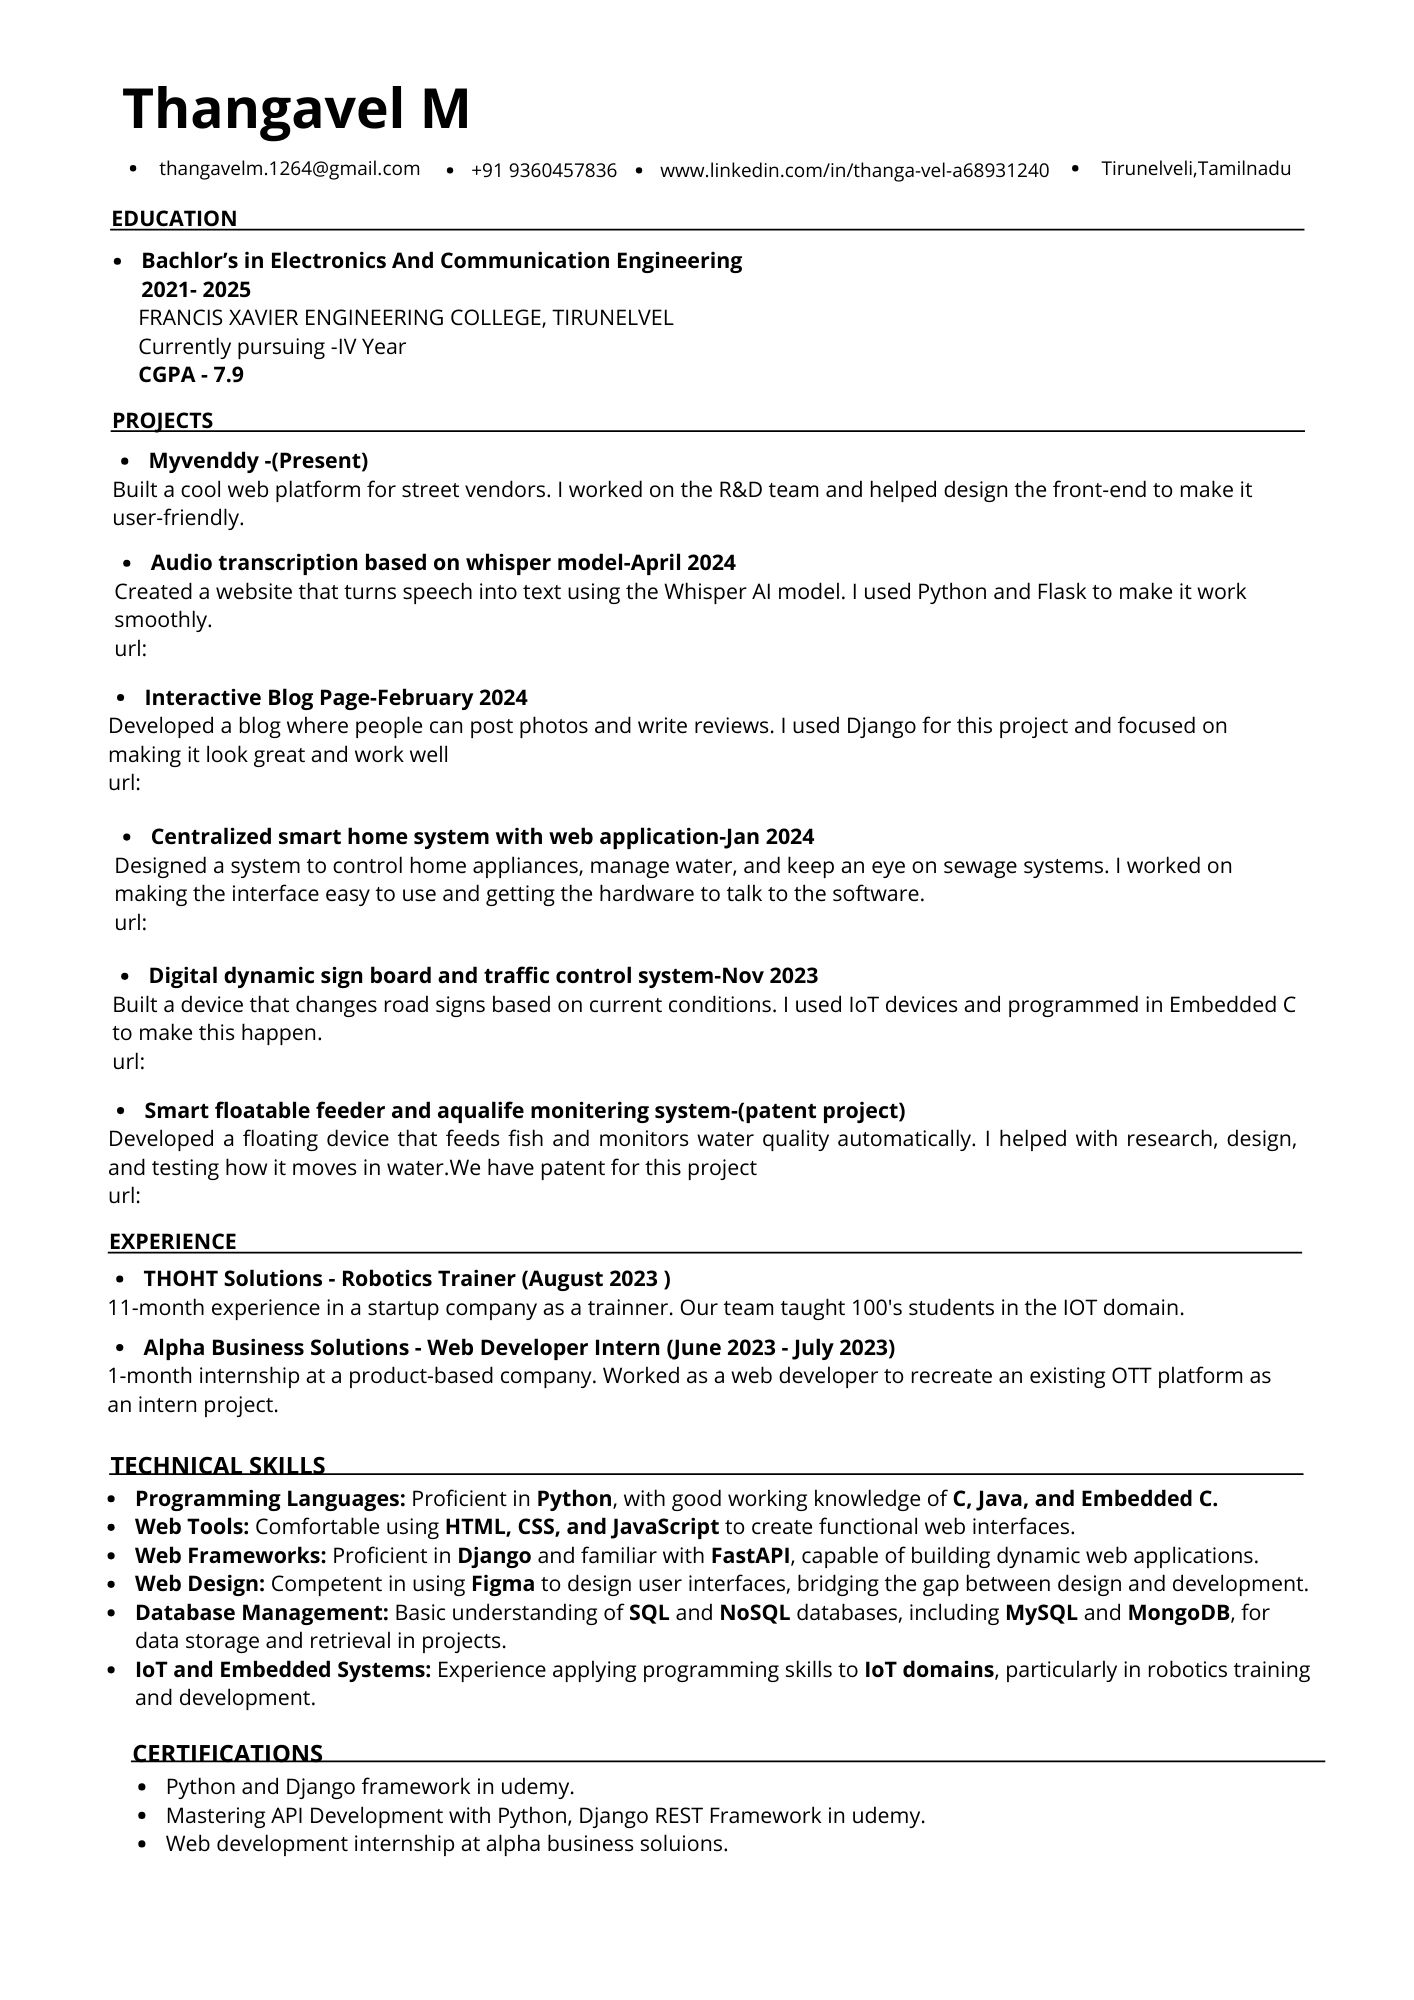 Thangavel M
• thangavelm.1264@gmail.com • +91 9360457836 • www.linkedin.com/in/thanga-vel-a68931240 • Tirunelveli,Tamilnadu
EDUCATION
• Bachlor’s in Electronics And Communication Engineering
2021- 2025
FRANCIS XAVIER ENGINEERING COLLEGE, TIRUNELVEL
Currently pursuing -IV Year
CGPA - 7.9
PROJECTS
• Myvenddy -(Present)
Built a cool web platform for street vendors. I worked on the R&D team and helped design the front-end to make it
user-friendly.
• Audio transcription based on whisper model-April 2024
Created a website that turns speech into text using the Whisper AI model. I used Python and Flask to make it work
smoothly.
url:
• Interactive Blog Page-February 2024
Developed a blog where people can post photos and write reviews. I used Django for this project and focused on
making it look great and work well
url:
• Centralized smart home system with web application-Jan 2024
Designed a system to control home appliances, manage water, and keep an eye on sewage systems. I worked on
making the interface easy to use and getting the hardware to talk to the software.
url:
• Digital dynamic sign board and traffic control system-Nov 2023
Built a device that changes road signs based on current conditions. I used IoT devices and programmed in Embedded C
to make this happen.
url:
• Smart floatable feeder and aqualife monitering system-(patent project)
Developed a floating device that feeds fish and monitors water quality automatically. I helped with research, design,
and testing how it moves in water.We have patent for this project
url:
EXPERIENCE
• THOHT Solutions - Robotics Trainer (August 2023 )
11-month experience in a startup company as a trainner. Our team taught 100's students in the IOT domain.
• Alpha Business Solutions - Web Developer Intern (June 2023 - July 2023)
1-month internship at a product-based company. Worked as a web developer to recreate an existing OTT platform as
an intern project.
TECHNICAL SKILLS
• Programming Languages: Proficient in Python, with good working knowledge of C, Java, and Embedded C.
• Web Tools: Comfortable using HTML, CSS, and JavaScript to create functional web interfaces.
• Web Frameworks: Proficient in Django and familiar with FastAPI, capable of building dynamic web applications.
• Web Design: Competent in using Figma to design user interfaces, bridging the gap between design and development.
• Database Management: Basic understanding of SQL and NoSQL databases, including MySQL and MongoDB, for
data storage and retrieval in projects.
• IoT and Embedded Systems: Experience applying programming skills to IoT domains, particularly in robotics training
and development.
CERTIFICATIONS
• Python and Django framework in udemy.
• Mastering API Development with Python, Django REST Framework in udemy.
• Web development internship at alpha business soluions.